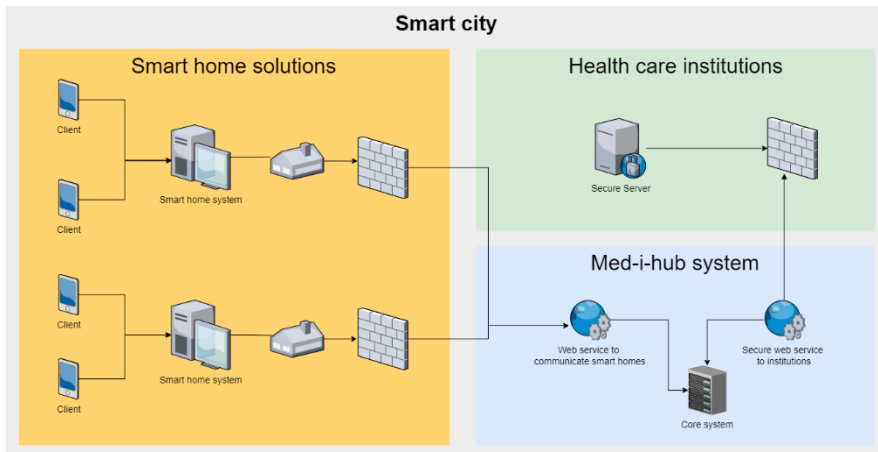 Smart city
Smart home solutions
Client
Client
Smart home system
Client
Client
Smart home system
Health care institutions
Secure Server
Med-i-hub system
Web service to
communicate smart homes
Secure web service
to institutions
Core system